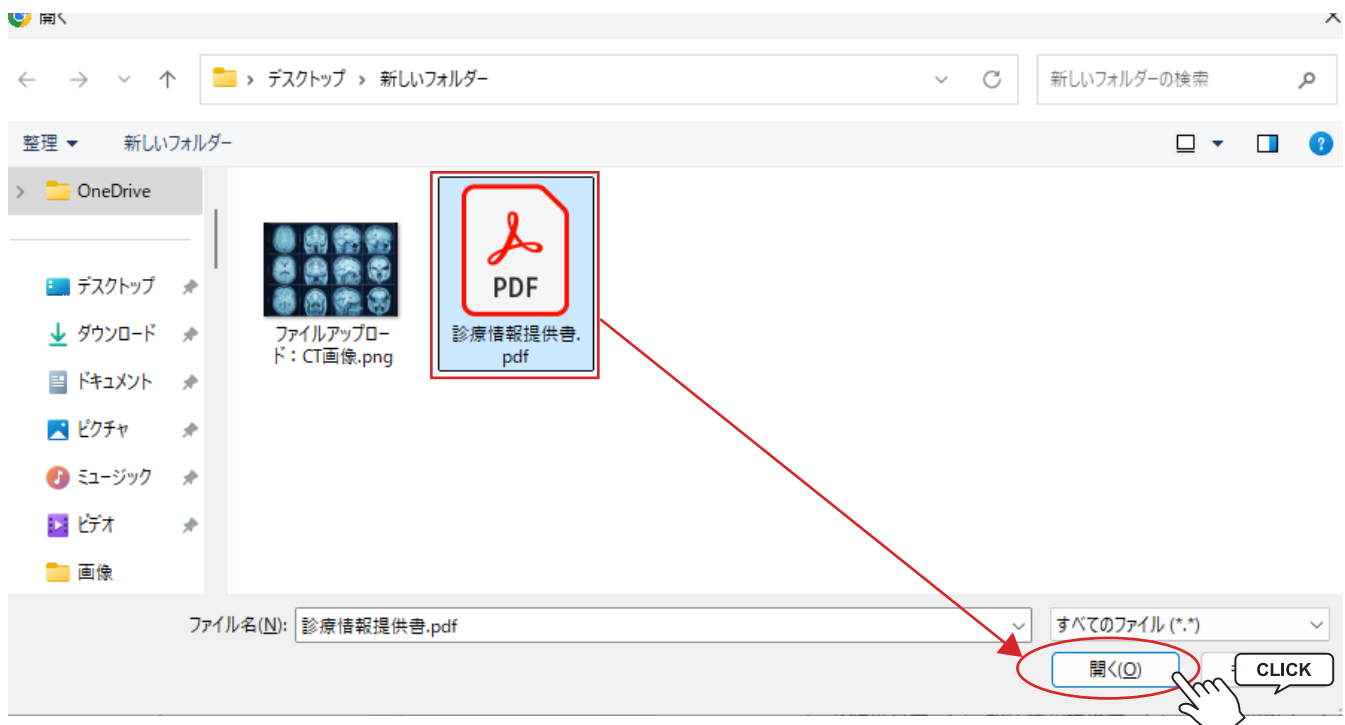 開く
デスクトップ › 新しいフォルダー
新しいフォルダーの検索
整理
新しいフォルダー
OneDrive
デスクトップ
ダウンロード
ドキュメント
ピクチャ
ミュージック
ビデオ
画像
ファイルアップロー
ド：CT画像.png
PDF
診療情報提供書.
pdf
ファイル名(N):
診療情報提供書.pdf
すべてのファイル (*.*)
開く(O)
CLICK